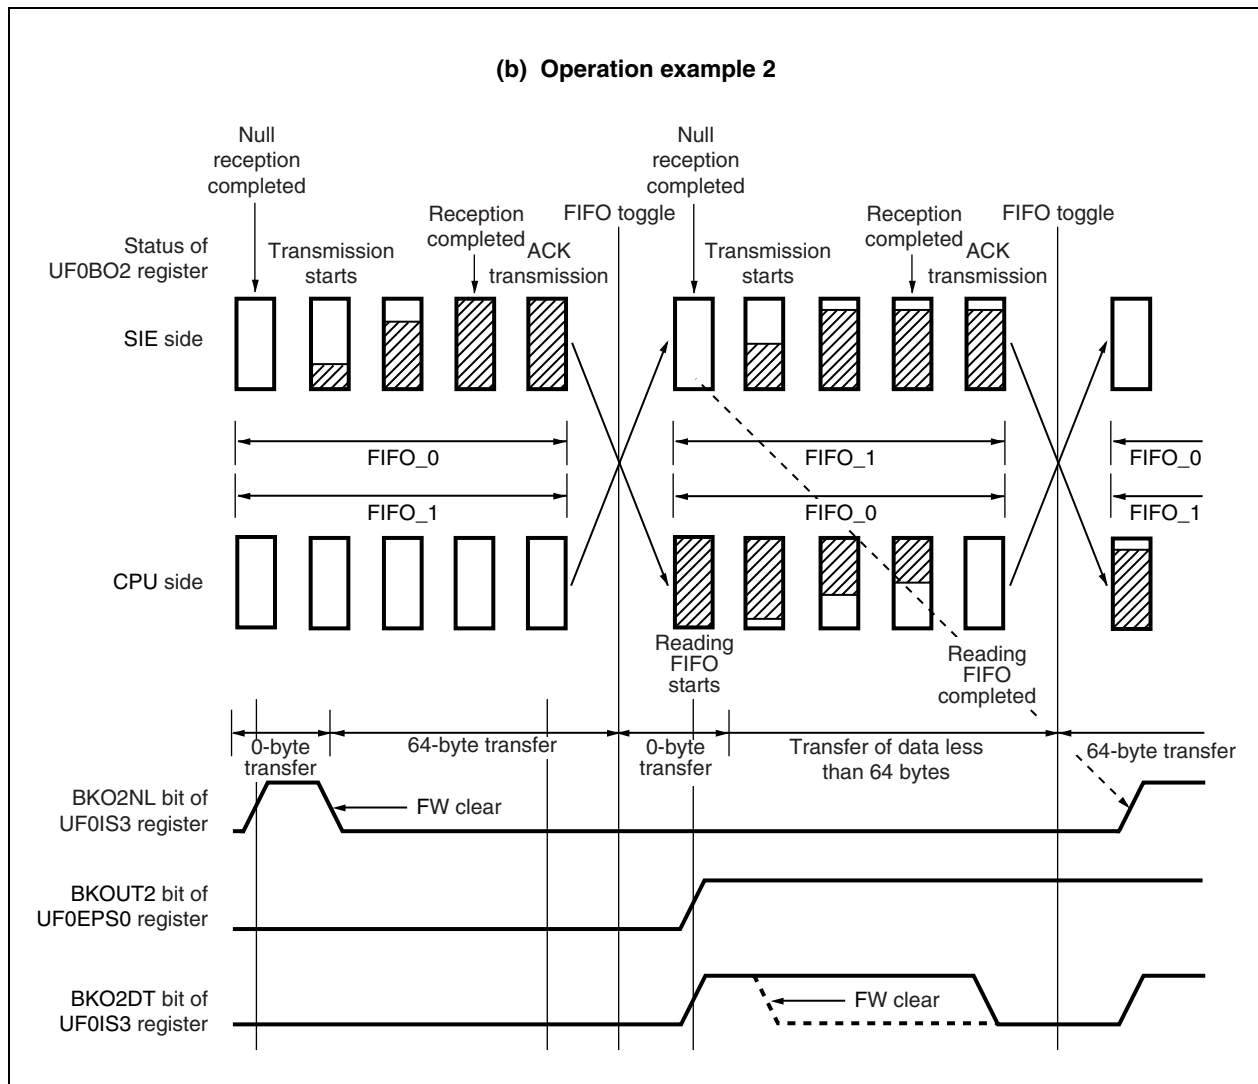 (b) Operation example 2
Null
reception
completed
Null
reception
completed
Reception
completed
FIFO toggle
Reception
completed
FIFO toggle
Status of
UF0BO2 register
Transmission
starts
ACK
transmission
Transmission
starts
ACK
transmission
SIE side
FIFO_0
FIFO_1
FIFO_0
FIFO_1
FIFO_0
FIFO_1
CPU side
Reading
FIFO
starts
Reading
FIFO
completed
0-byte
transfer
64-byte transfer
0-byte
transfer
Transfer of data less
than 64 bytes
64-byte transfer
BKO2NL bit of
UF0IS3 register
FW clear
BKOUT2 bit of
UF0EPS0 register
BKO2DT bit of
UF0IS3 register
FW clear